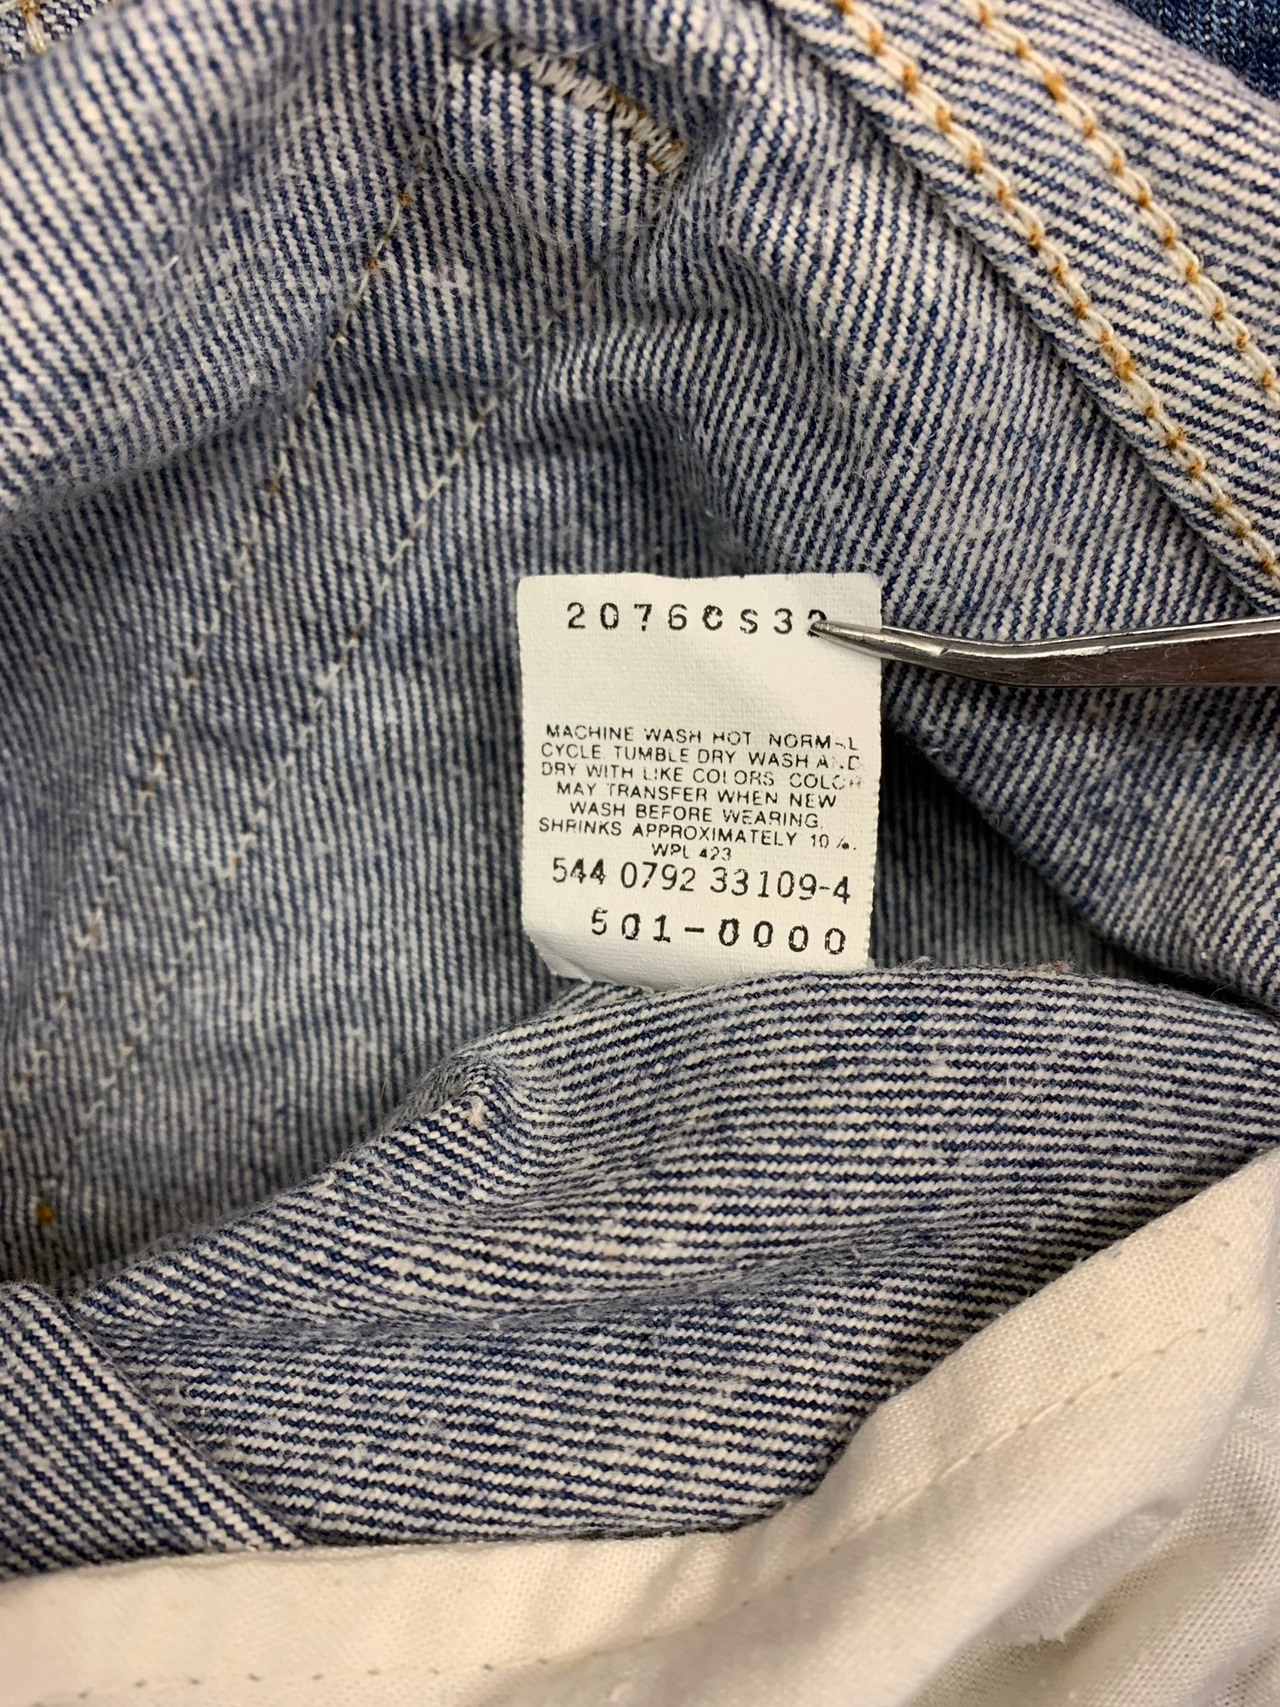 2076CS32
MACHINE WASH HOT NORMAL
CYCLE TUMBLE DRY WASH AND
DRY WITH LIKE COLORS COLOR
MAY TRANSFER WHEN NEW
WASH BEFORE WEARING.
SHRINKS APPROXIMATELY 10%.
WPL 423
544 0792 33109-4
501-0000